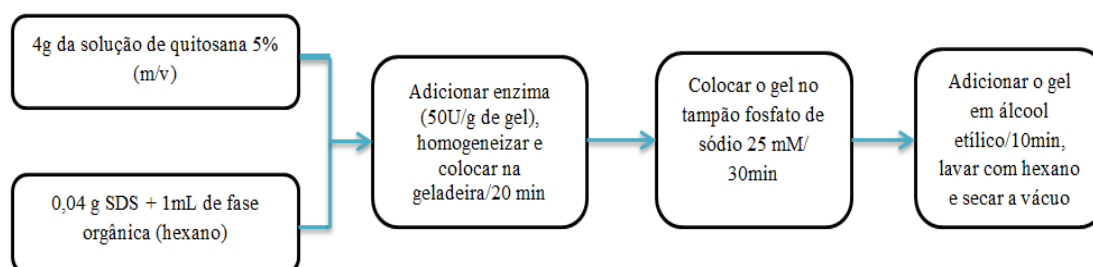 4g da solução de quitosana 5%
(m/v)
0,04 g SDS + 1mL de fase
orgânica (hexano)
Adicionar enzima
(50U/g de gel),
homogeneizar e
colocar na
geladeira/20 min
Colocar o gel no
tampão fosfato de
sódio 25 mM/
30min
Adicionar o gel
em álcool
etílico/10min,
lavar com hexano
e secar a vácuo